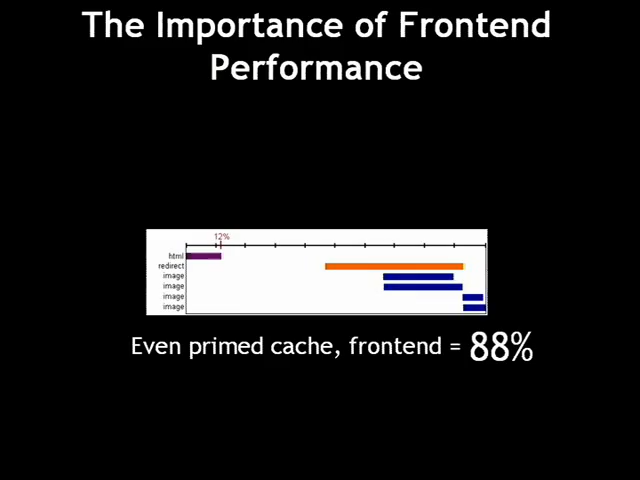 The Importance of Frontend
Performance
12%
html
redirect
image
image
image
image
Even primed cache, frontend = 88%